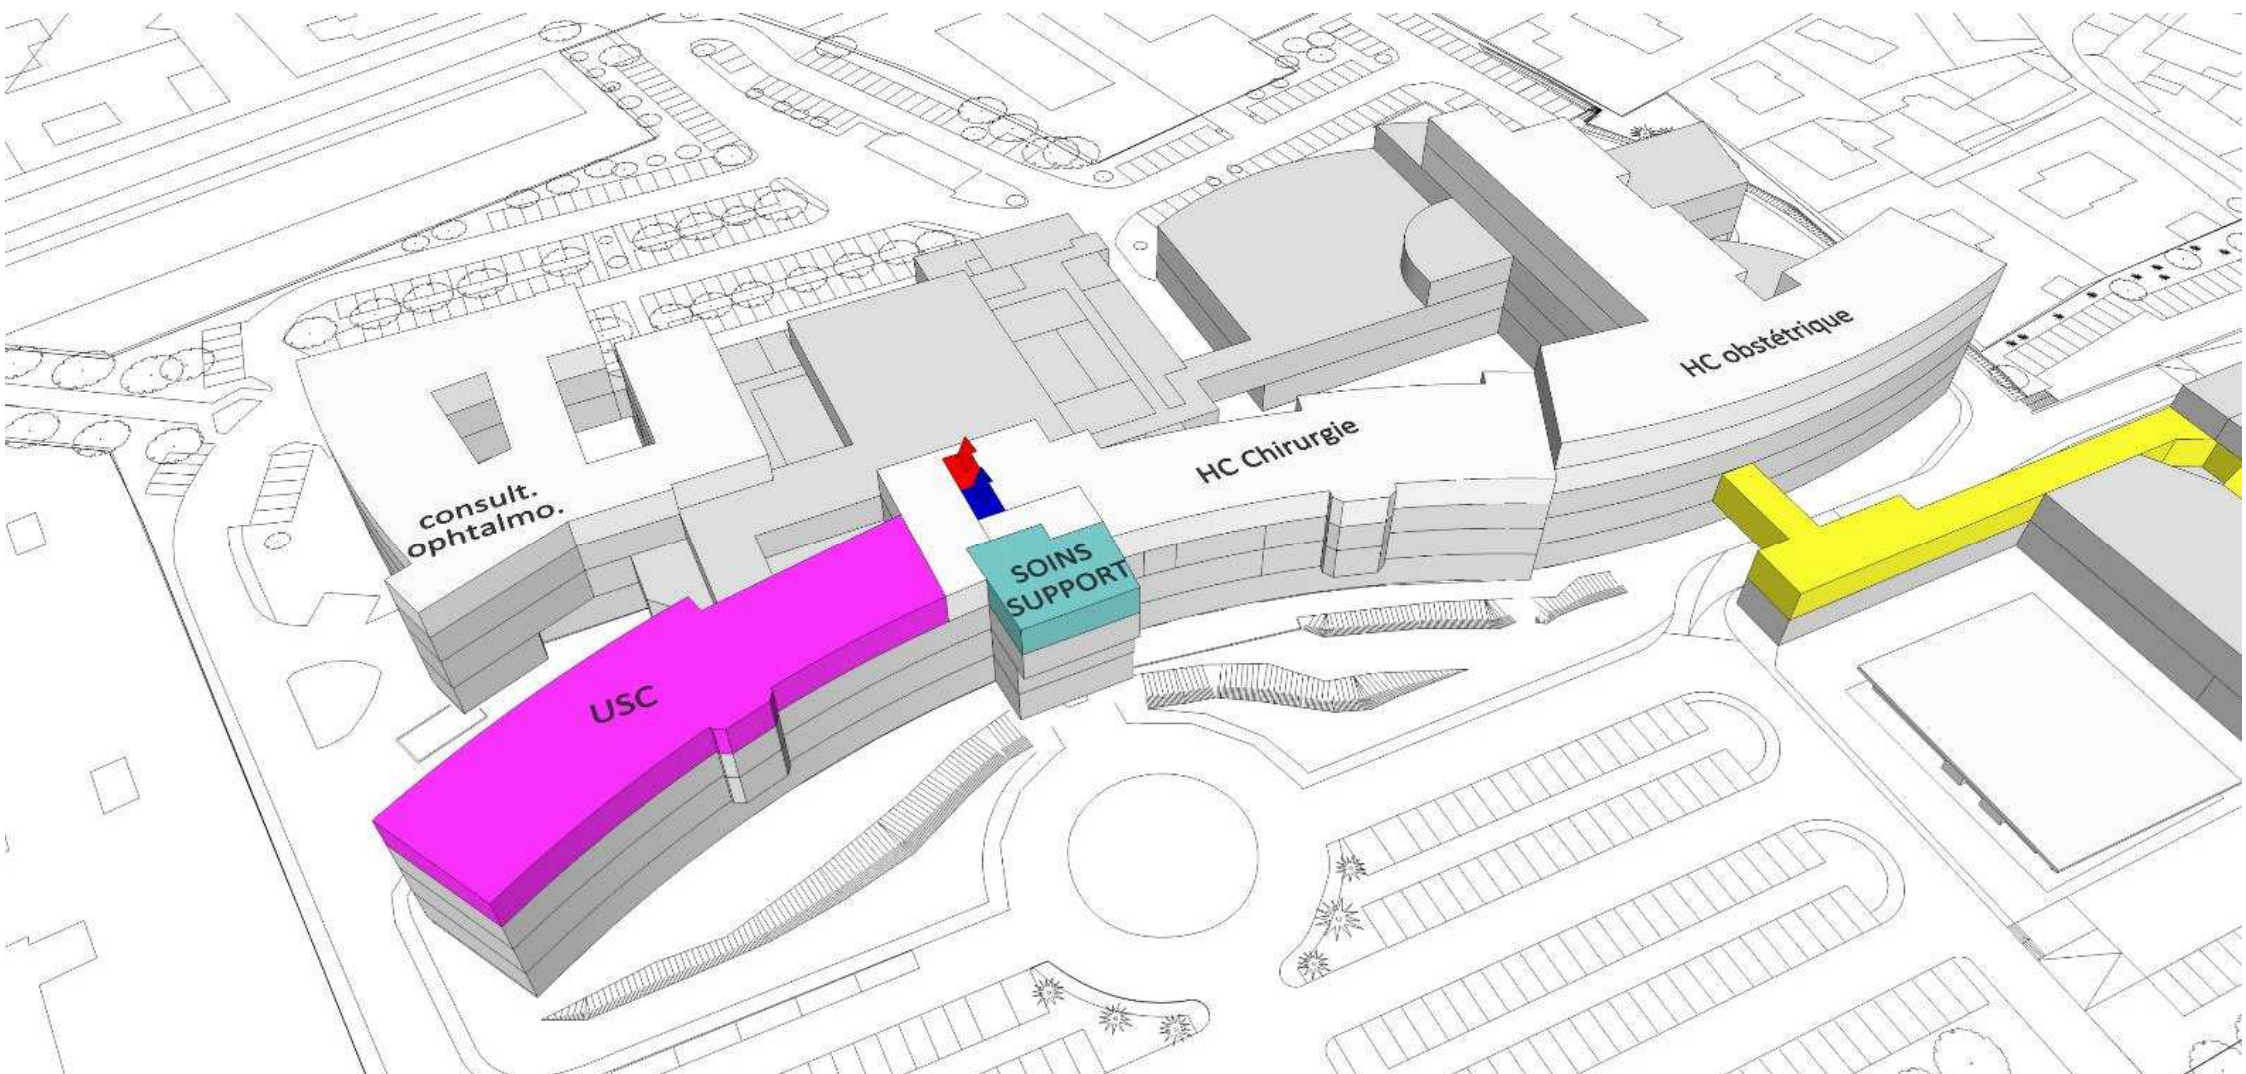 consult.
ophtalmo.
USC
SOINS
SUPPORT
HC Chirurgie
HC obstétrique